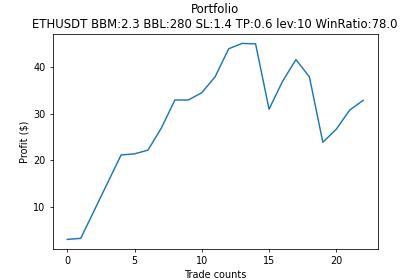 Portfolio
ETHUSDT BBM:2.3 BBL:280 SL:1.4 TP:0.6 lev:10 WinRatio:78.0
Profit ($)
40
30
20
10
0 5 10 15 20
Trade counts